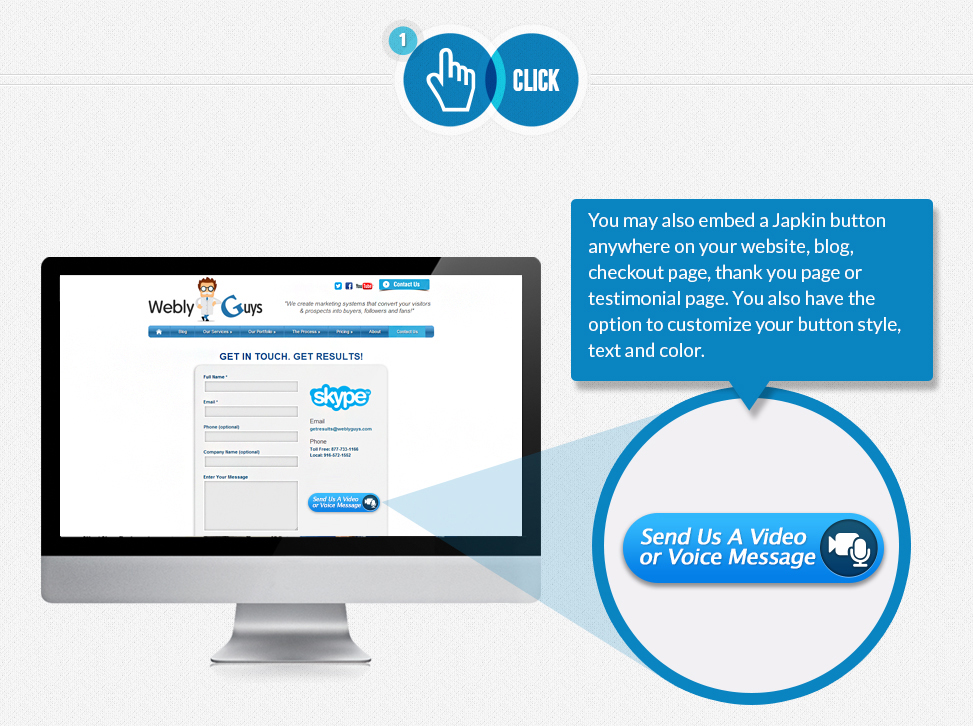 1
CLICK
You may also embed a Japkin button
anywhere on your website, blog,
checkout page, thank you page or
testimonial page. You also have the
option to customize your button style,
text and color.
Webly Guys
You Tube
Contact Us
"We create marketing systems that convert your visitors
& prospects into buyers, followers and fans!"
Blog Our Services Our Portfolio The Process Pricing About Contact Us
GET IN TOUCH. GET RESULTS!
Full Name *
Email *
Phone (optional)
Company Name (optional)
Enter Your Message
skype
Email
getresults@weblyguys.com
Phone
Toll Free: 877-733-1166
Local: 916-572-1552
Send Us A Video
or Voice Message
Send Us A Video
or Voice Message